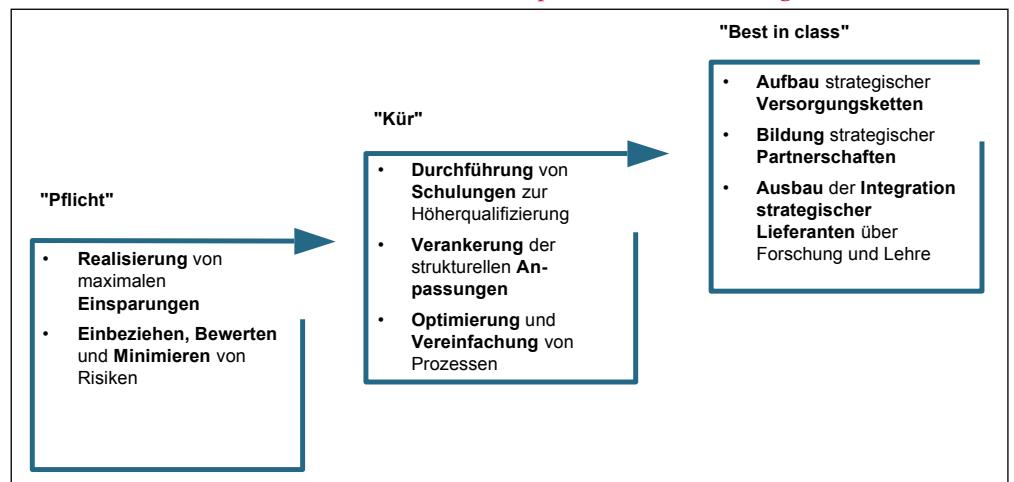 "Best in class"
• Aufbau strategischer
Versorgungsketten
• Bildung strategischer
Partnerschaften
• Ausbau der Integration
strategischer
Lieferanten über
Forschung und Lehre
"Kür"
• Durchführung von
Schulungen zur
Höherqualifizierung
• Verankerung der
strukturellen An-
passungen
• Optimierung und
Vereinfachung von
Prozessen
"Pflicht"
• Realisierung von
maximalen
Einsparungen
• Einbeziehen, Bewerten
und Minimieren von
Risiken